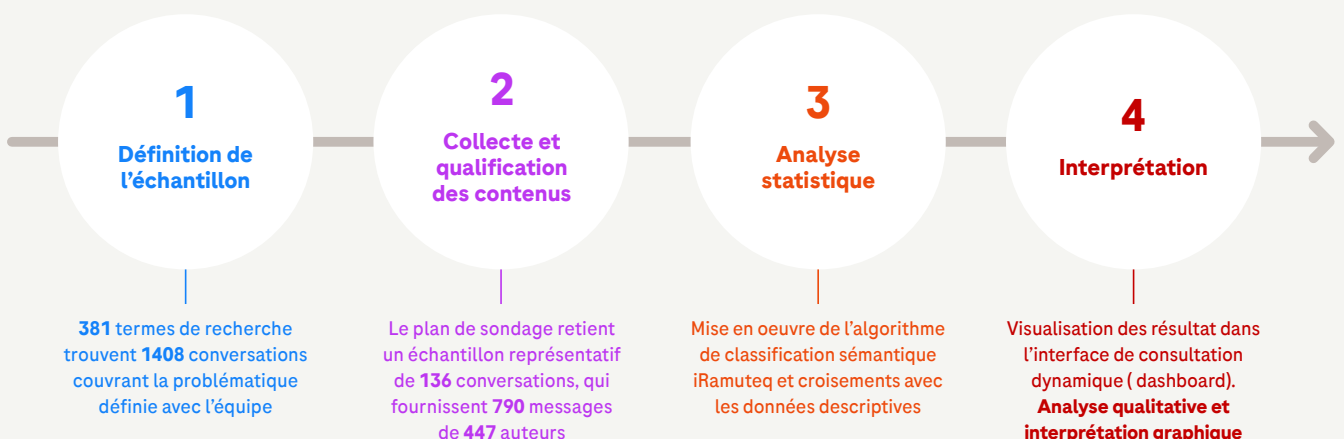 1
Définition de
l'échantillon
381 termes de recherche
trouvent 1408 conversations
couvrant la problématique
définie avec l'équipe
2
Collecte et
qualification
des contenus
Le plan de sondage retient
un échantillon représentatif
de 136 conversations, qui
fournissent 790 messages
de 447 auteurs
3
Analyse
statistique
Mise en oeuvre de l'algorithme
de classification sémantique
iRamuteq et croisements avec
les données descriptives
4
Interprétation
Visualisation des résultat dans
l'interface de consultation
dynamique ( dashboard).
Analyse qualitative et
interprétation graphique